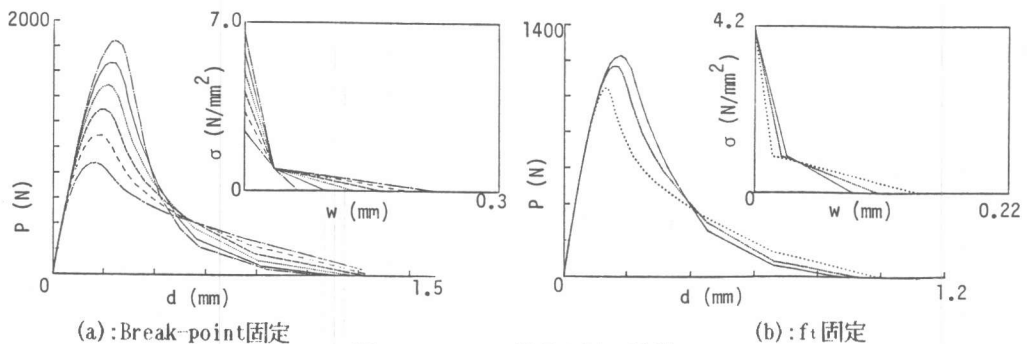 2000
P (N)
0
d (mm)
1.5
7.0
σ (N/mm²)
0
w (mm)
0.3
(a):Break-point固定
1400
P (N)
0
d (mm)
1.2
4.2
σ (N/mm²)
0
w (mm)
0.22
(b):ft固定